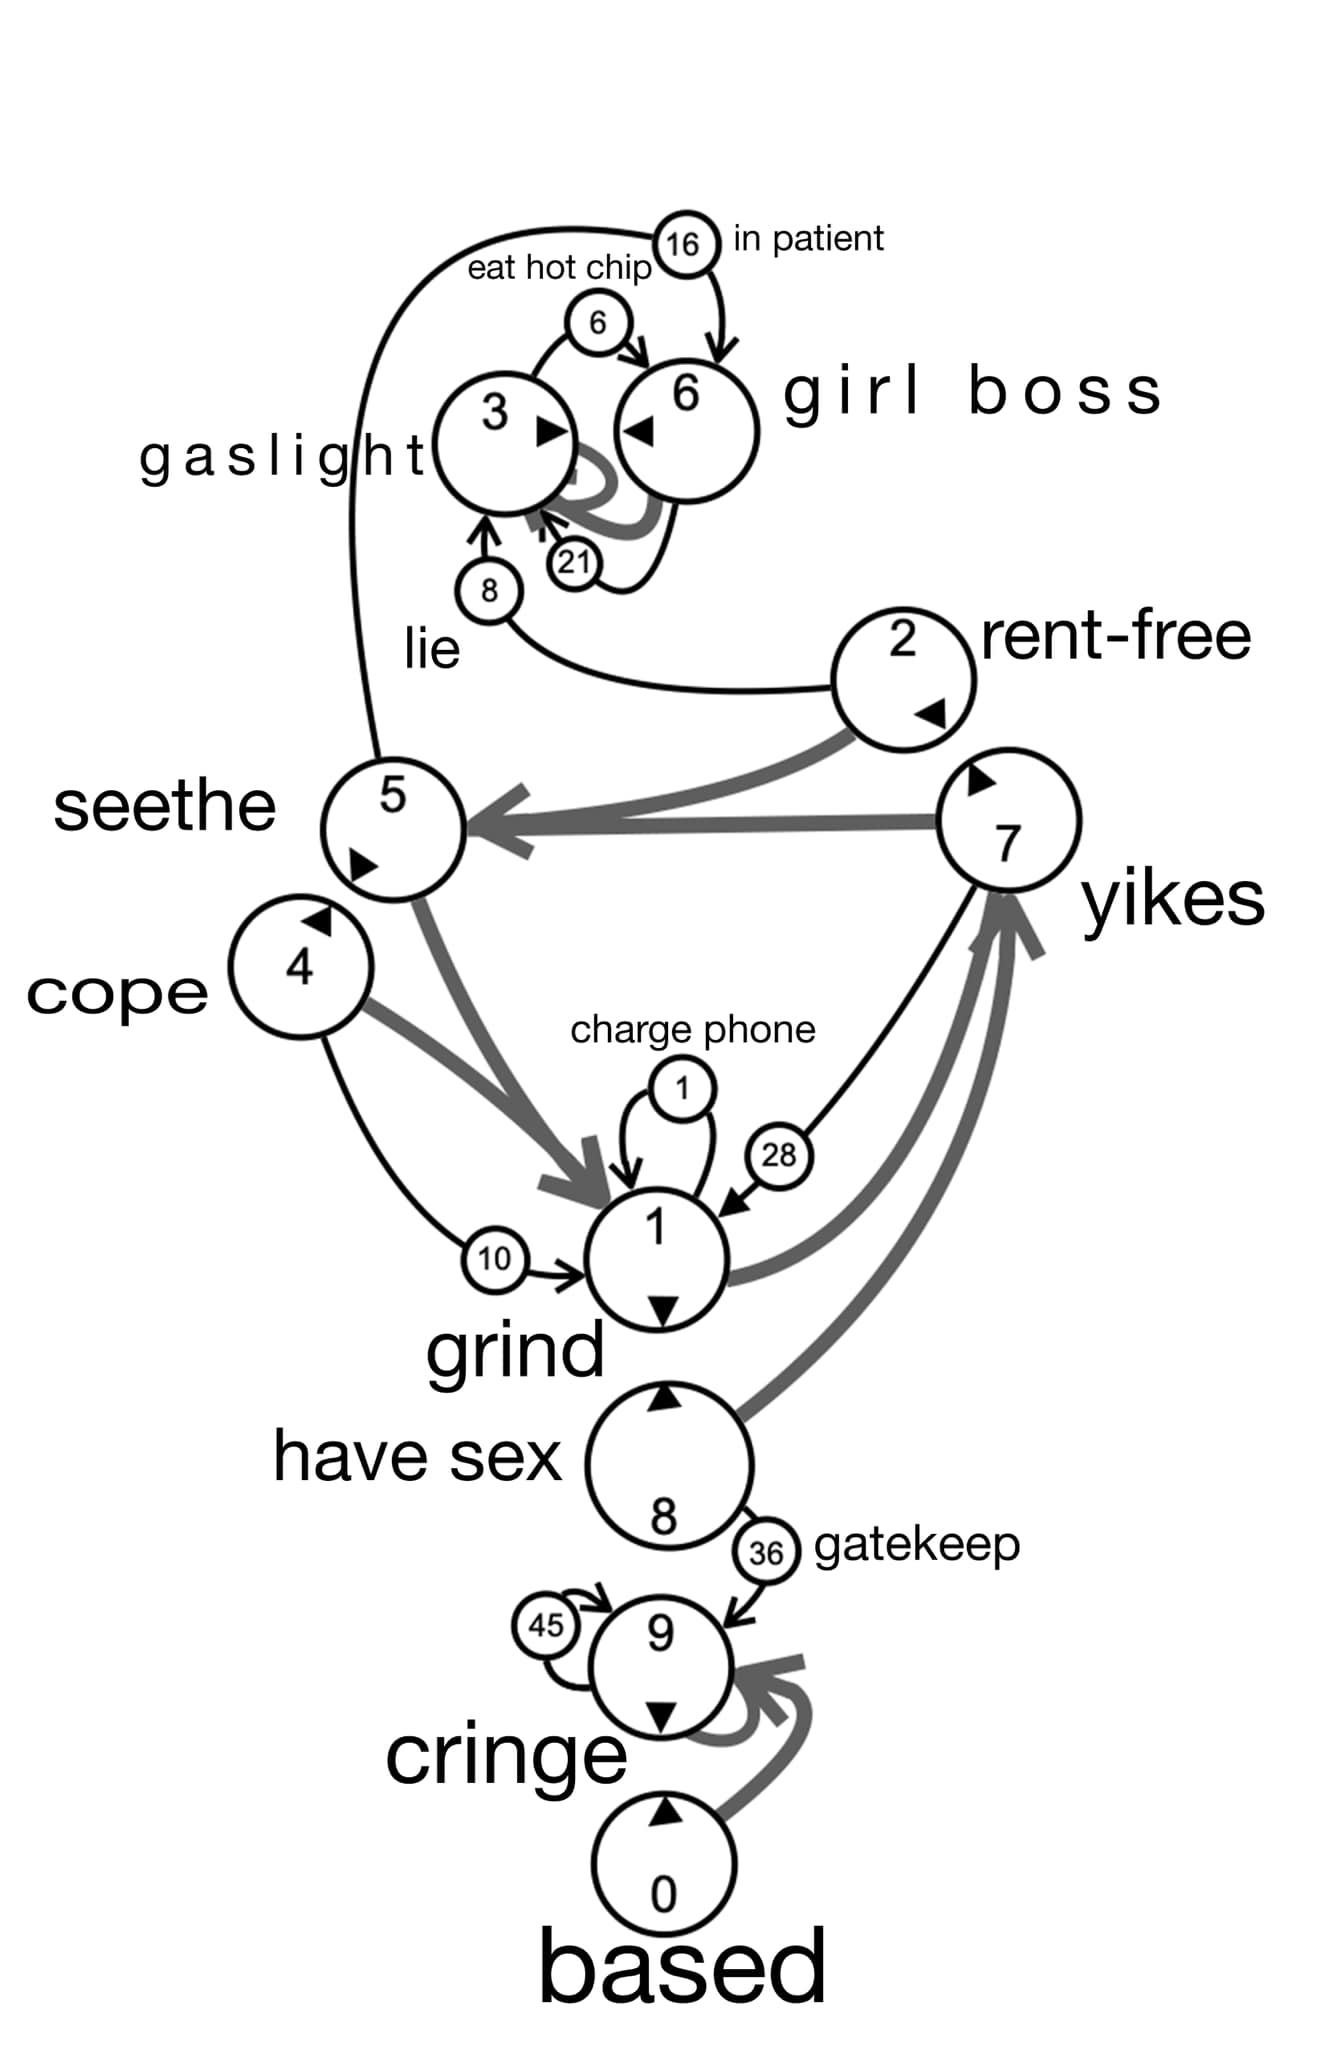 16 in patient
eat hot chip
6
3
6
girl boss
gaslight
21
8
lie
2
rent-free
5
seethe
7
yikes
4
cope
charge phone
1
28
1
10
grind
have sex
8
36 gatekeep
45
9
cringe
0
based